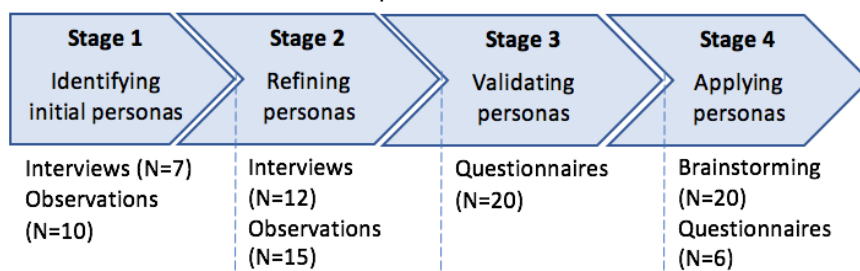 Stage 1
Identifying
initial personas
Stage 2
Refining
personas
Stage 3
Validating
personas
Stage 4
Applying
personas
Interviews (N=7)
Observations
(N=10)
Interviews
(N=12)
Observations
(N=15)
Questionnaires
(N=20)
Brainstorming
(N=20)
Questionnaires
(N=6)